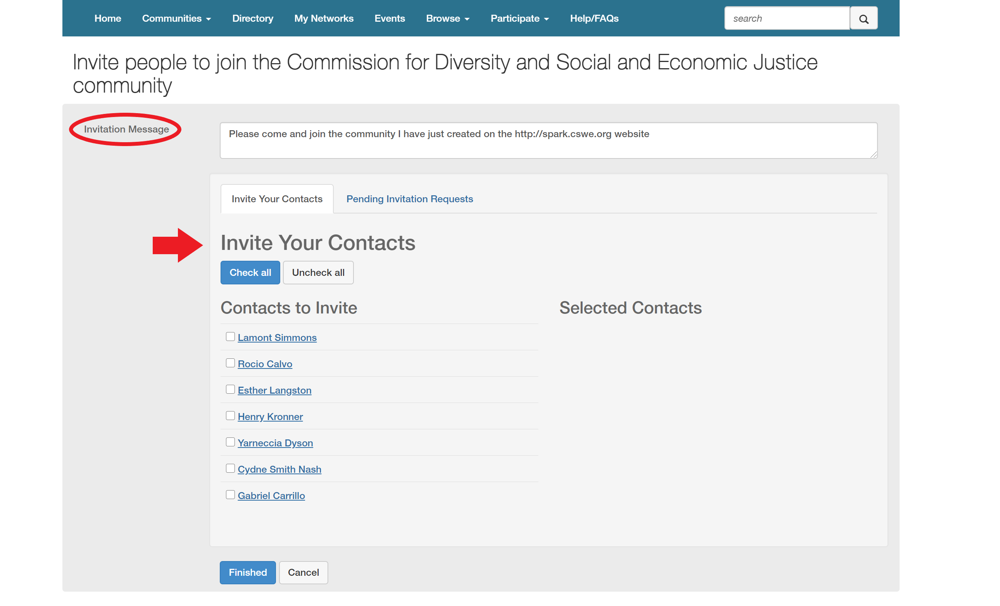 Home Communities Directory My Networks Events Browse Participate Help/FAQs search
Invite people to join the Commission for Diversity and Social and Economic Justice
community
Invitation Message
Please come and join the community I have just created on the http://spark.cswe.org website
Invite Your Contacts Pending Invitation Requests
Invite Your Contacts
Check all Uncheck all
Contacts to Invite
Selected Contacts
Lamont Simmons
Rocio Calvo
Esther Langston
Henry Kronner
Yarneccia Dyson
Cydne Smith Nash
Gabriel Carrillo
Finished Cancel